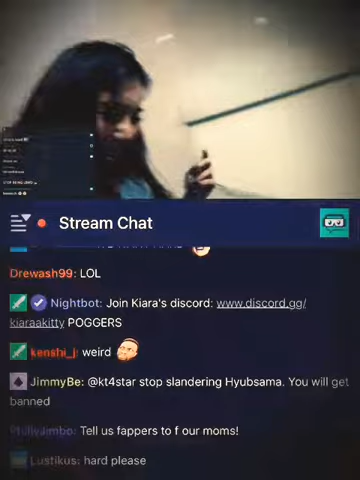 Stream Chat
Drewash99: LOL
Nightbot: Join Kiara's discord: www.discord.gg/
kiaraakitty POGGERS
kenshi_j: weird
JimmyBe: @kt4star stop slandering Hyubsama. You will get
banned
PhillyJimbo: Tell us fappers to f our moms!
Lustikus: hard please